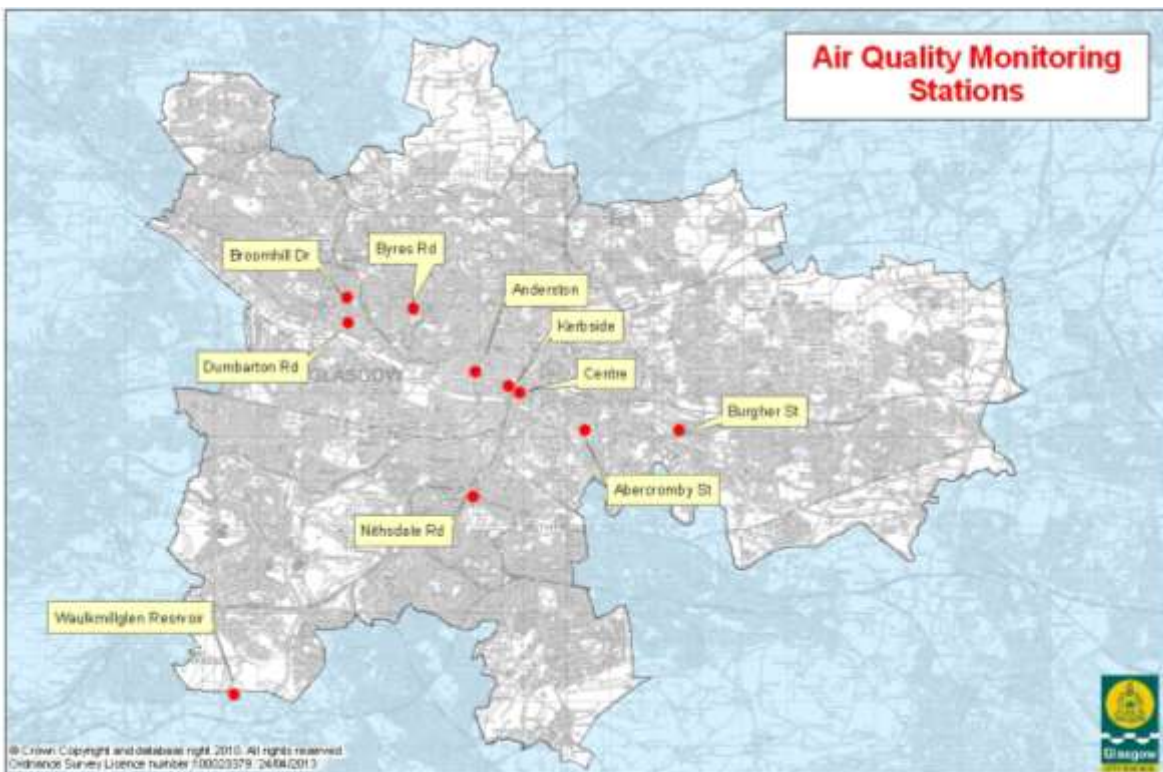 Air Quality Monitoring
Stations
Broomhill Dr
Byres Rd
Anderston
Kerbside
Dumbarton Rd
GLASGOW
Centre
Burgher St
Abercromby St
Nithsdale Rd
Waulkmillglen Resrvoir
© Crown Copyright and database right 2010. All rights reserved
Ordnance Survey Licence number 100023379 24/04/2013
Glasgow